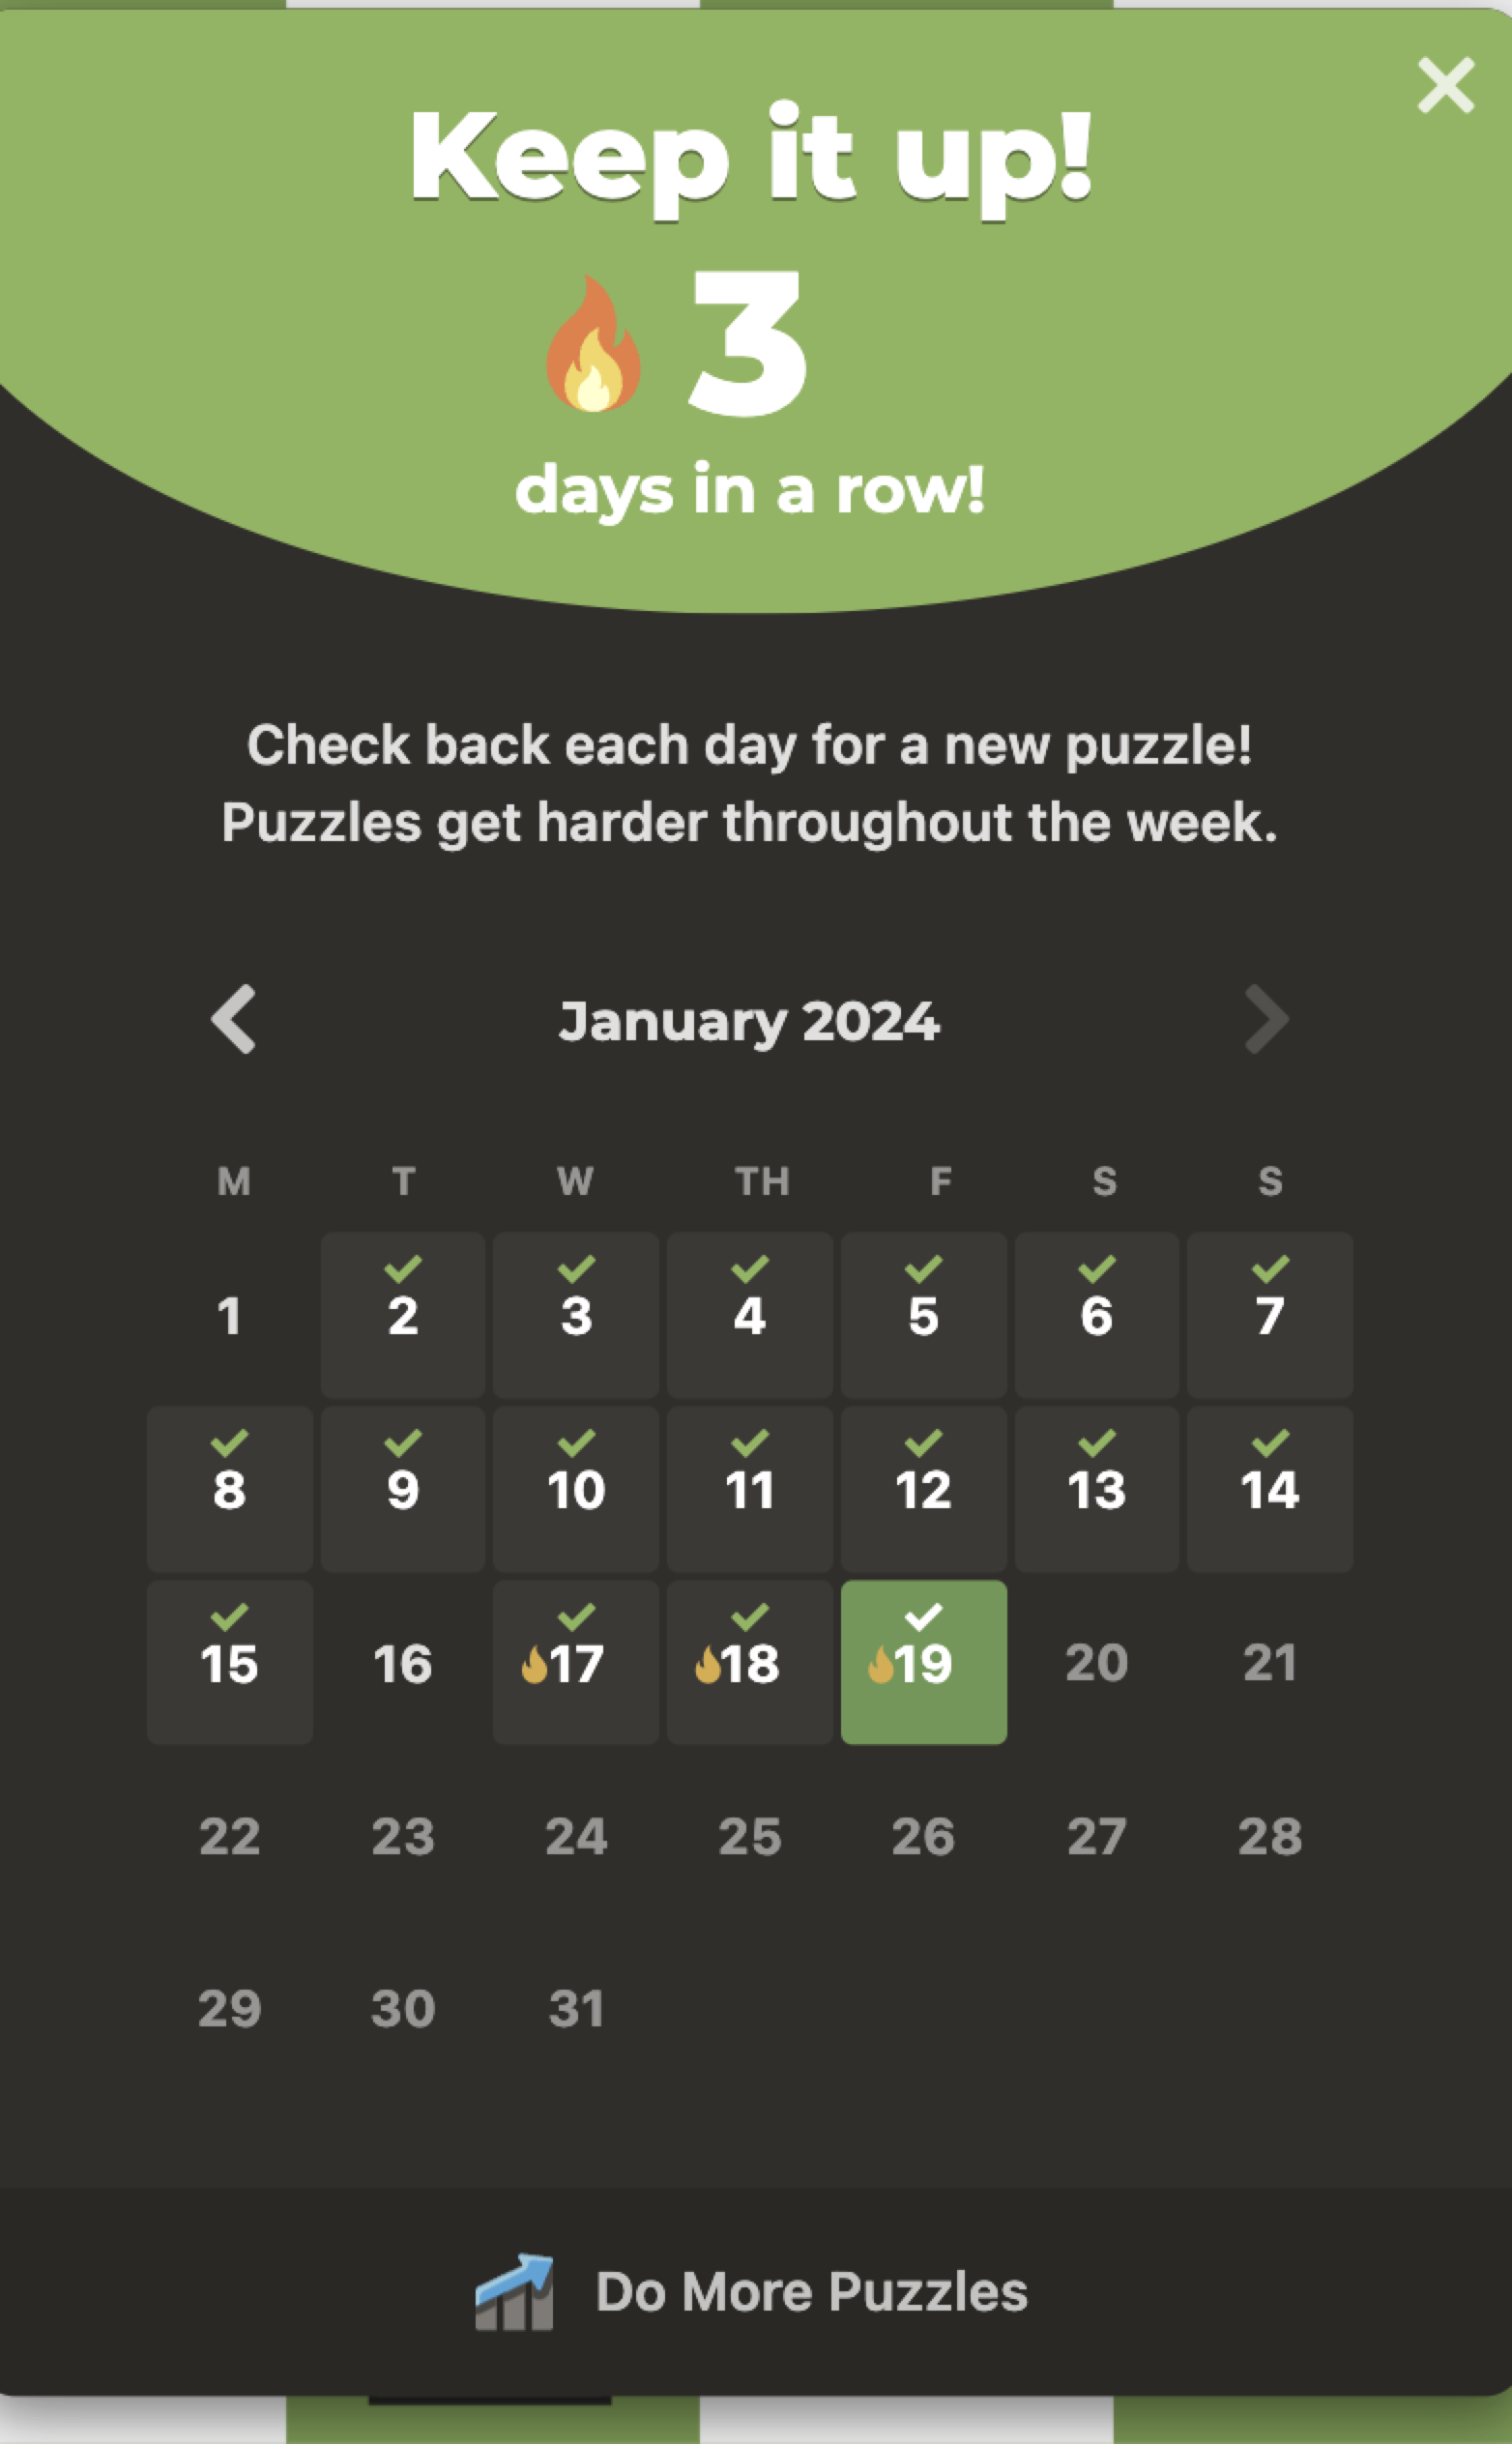 Keep it up!
3
days in a row!
Check back each day for a new puzzle!
Puzzles get harder throughout the week.
January 2024
M T W TH F S S
1 2 3 4 5 6 7
8 9 10 11 12 13 14
15 16 17 18 19 20 21
22 23 24 25 26 27 28
29 30 31
Do More Puzzles